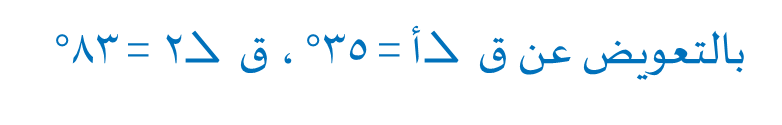 بالتعويض عن ق ∠أ = ٣٥° ، ق ∠٢ = ٨٣°